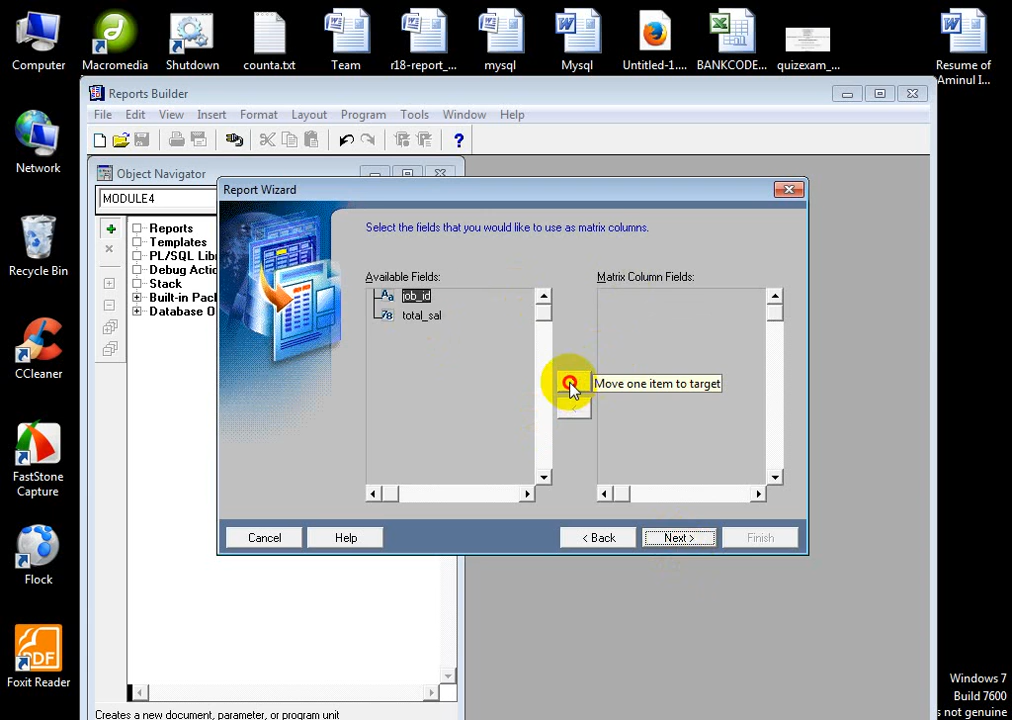 Computer
Macromedia
Shutdown
counta.txt
Team
r18-report_...
mysql
Mysql
Untitled-1....
BANKCODE...
quizexam_...
Resume of
Aminul I...
Network
Recycle Bin
CCleaner
FastStone
Capture
Flock
PDF
Foxit Reader
Reports Builder
File Edit View Insert Format Layout Program Tools Window Help
Object Navigator
MODULE4
Reports
Templates
PL/SQL Lib
Debug Actio
Stack
Built-in Pack
Database O
Report Wizard
Select the fields that you would like to use as matrix columns.
Available Fields:
Matrix Column Fields:
Aa job_id
78 total_sal
Move one item to target
<
Cancel
Help
< Back
Next >
Finish
Creates a new document, parameter, or program unit
Windows 7
Build 7600
s not genuine